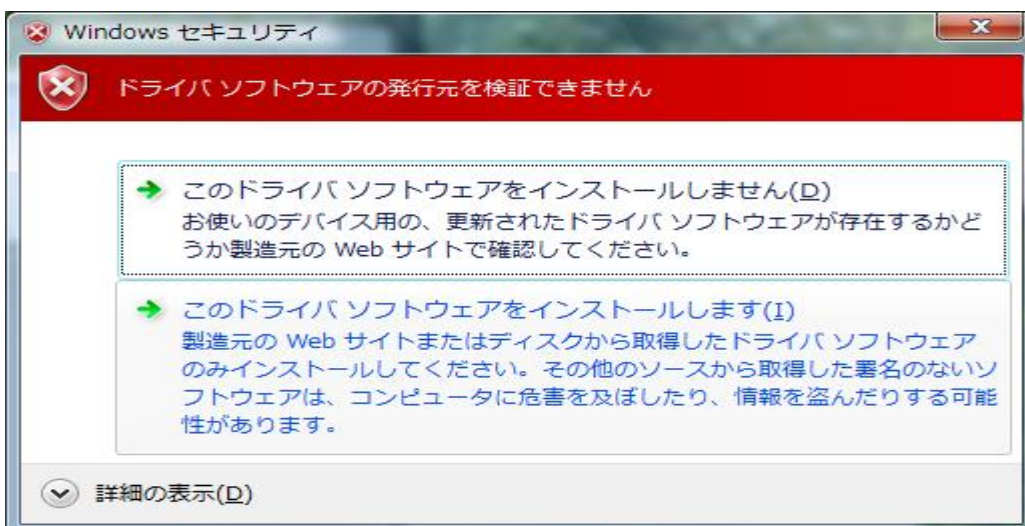 Windows セキュリティ
ドライバ ソフトウェアの発行元を検証できません
このドライバ ソフトウェアをインストールしません(D)
お使いのデバイス用の、更新されたドライバ ソフトウェアが存在するかど
うか製造元の Web サイトで確認してください。
このドライバ ソフトウェアをインストールします(I)
製造元の Web サイトまたはディスクから取得したドライバ ソフトウェア
のみインストールしてください。その他のソースから取得した署名のないソ
フトウェアは、コンピュータに危害を及ぼしたり、情報を盗んだりする可能
性があります。
詳細の表示(D)